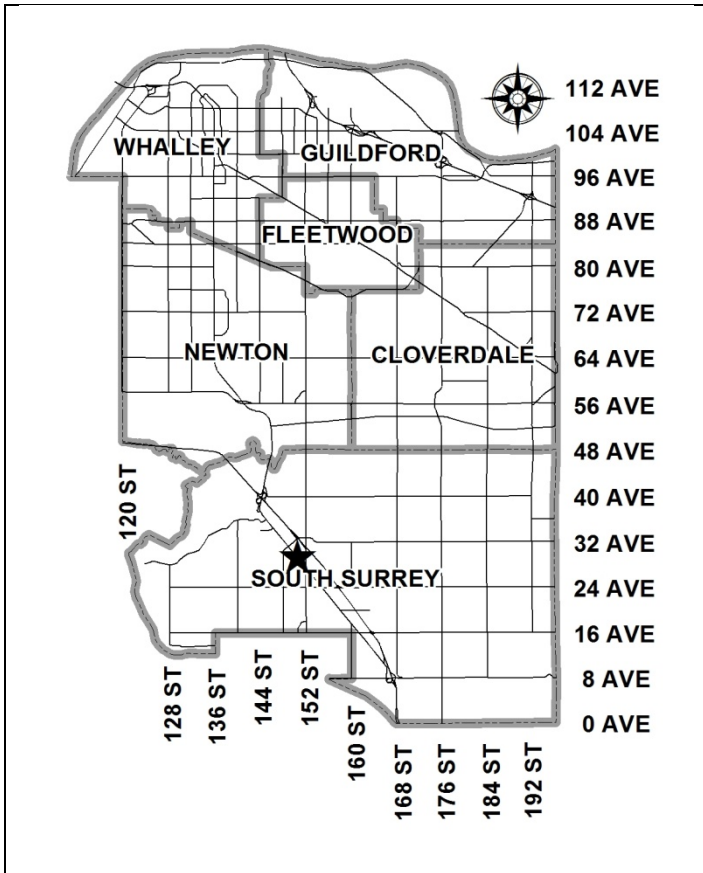 112 AVE
104 AVE
WHALLEY
GUILDFORD
96 AVE
88 AVE
FLEETWOOD
80 AVE
72 AVE
NEWTON
CLOVERDALE
64 AVE
56 AVE
48 AVE
120 ST
40 AVE
32 AVE
SOUTH SURREY
24 AVE
16 AVE
8 AVE
0 AVE
128 ST
136 ST
144 ST
152 ST
160 ST
168 ST
176 ST
184 ST
192 ST